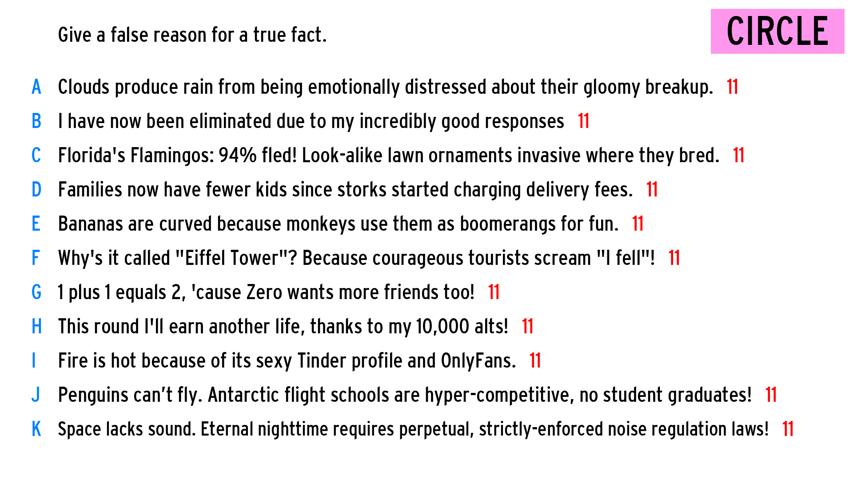 Give a false reason for a true fact.
CIRCLE
A Clouds produce rain from being emotionally distressed about their gloomy breakup. 11
B I have now been eliminated due to my incredibly good responses 11
C Florida's Flamingos: 94% fled! Look-alike lawn ornaments invasive where they bred. 11
D Families now have fewer kids since storks started charging delivery fees. 11
E Bananas are curved because monkeys use them as boomerangs for fun. 11
F Why's it called "Eiffel Tower"? Because courageous tourists scream "I fell"! 11
G 1 plus 1 equals 2, 'cause Zero wants more friends too! 11
H This round I'll earn another life, thanks to my 10,000 alts! 11
I Fire is hot because of its sexy Tinder profile and OnlyFans. 11
J Penguins can't fly. Antarctic flight schools are hyper-competitive, no student graduates! 11
K Space lacks sound. Eternal nighttime requires perpetual, strictly-enforced noise regulation laws! 11